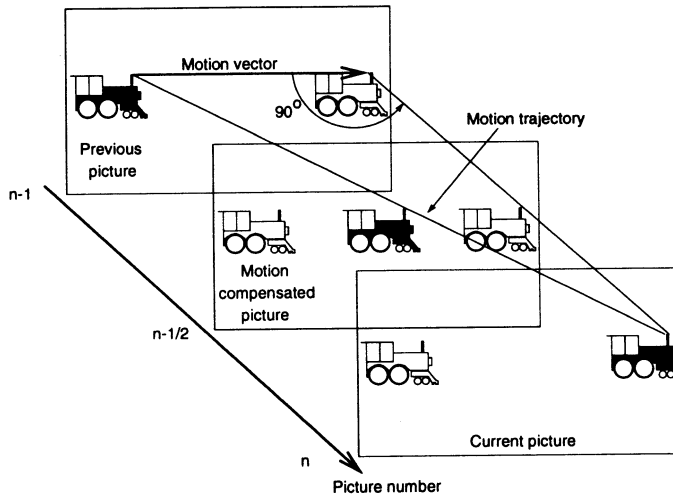 Motion vector
90°
Previous
picture
Motion trajectory
n-1
Motion
compensated
picture
n-1/2
Current picture
n
Picture number